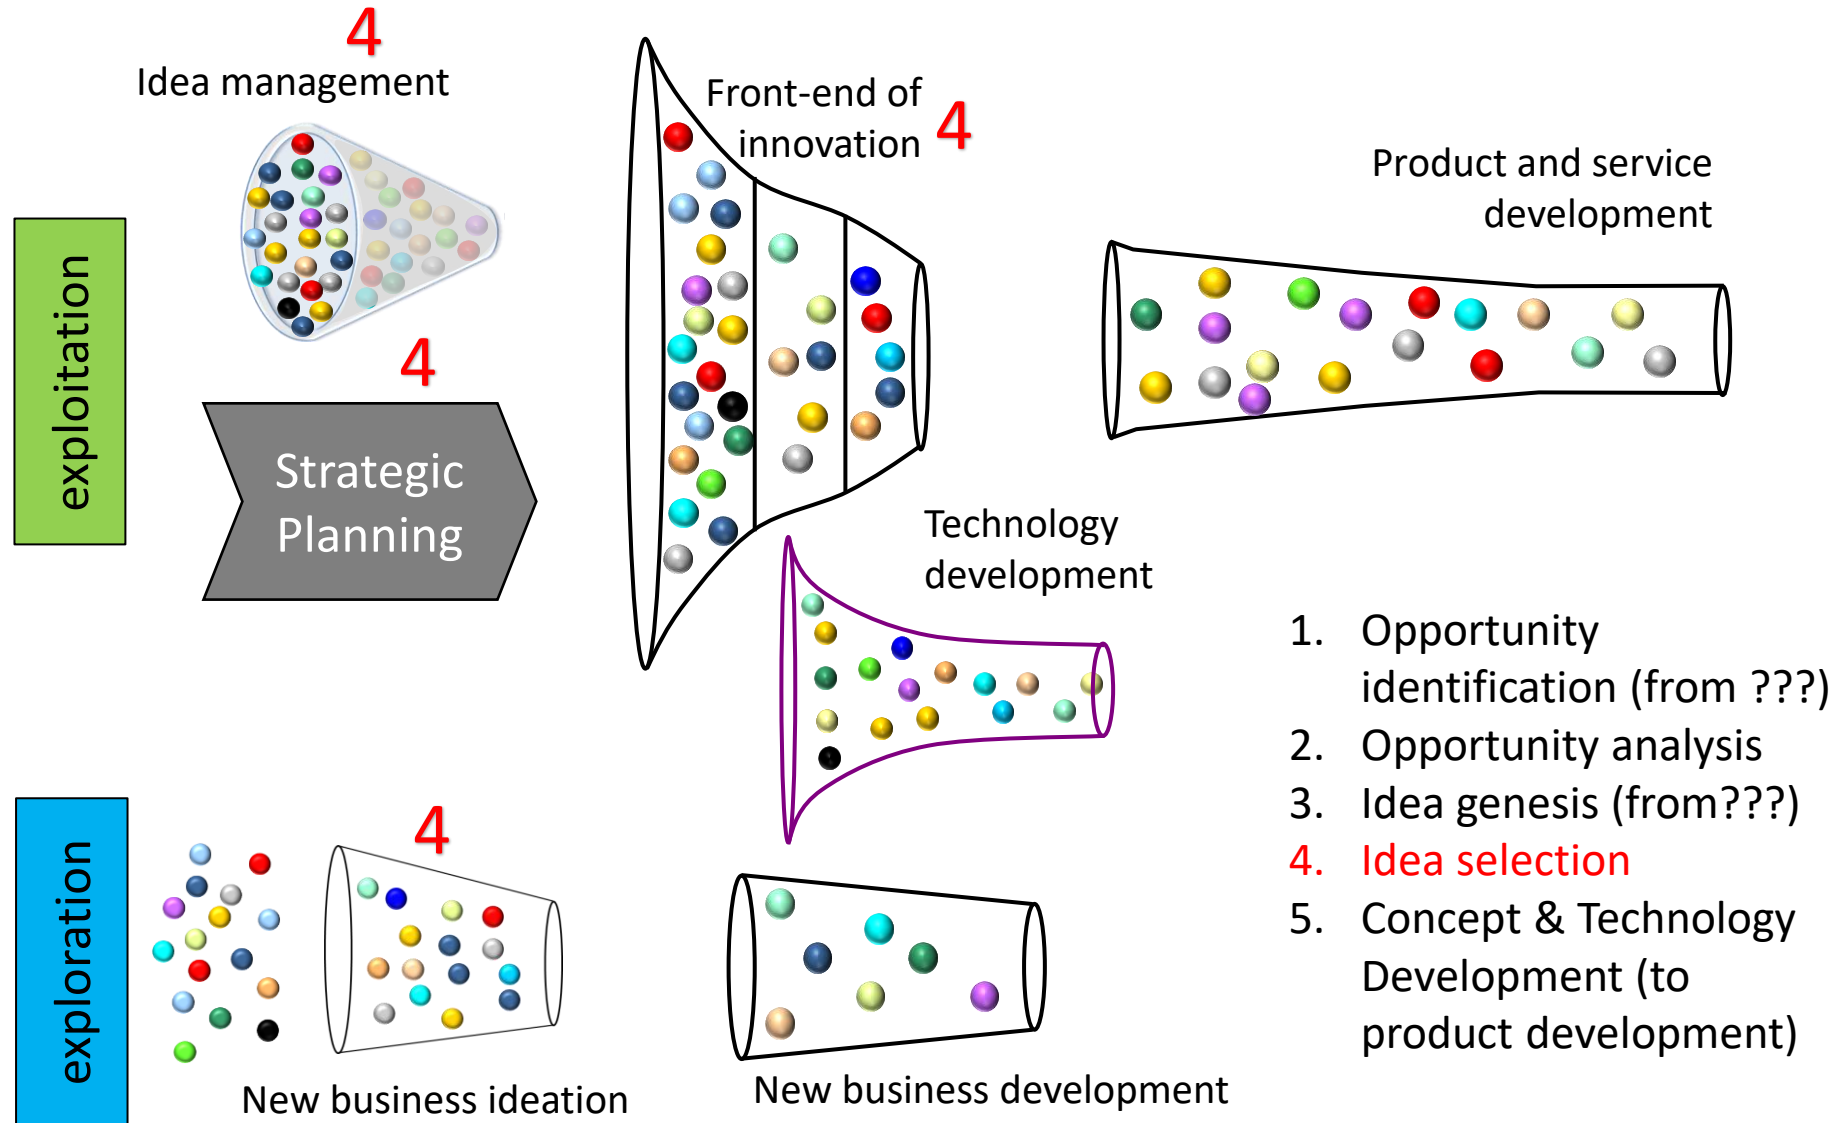 4
Idea management
Front-end of
innovation 4
Product and service
development
exploitation
4
Strategic
Planning
Technology
development
1. Opportunity
identification (from ???)
2. Opportunity analysis
3. Idea genesis (from???)
4. Idea selection
5. Concept & Technology
Development (to
product development)
exploration
4
New business ideation
New business development